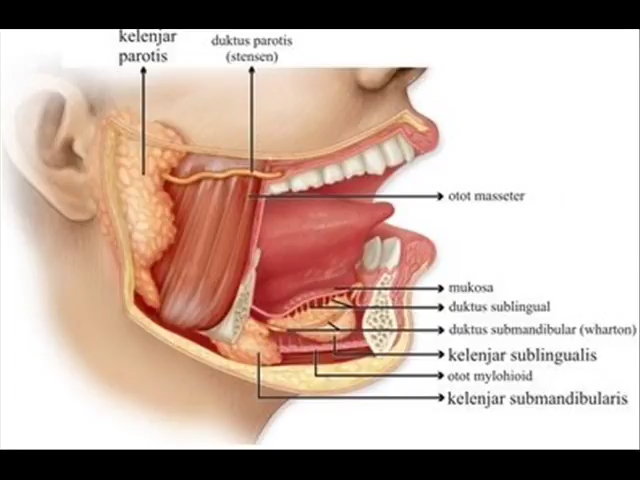 kelenjar
parotis
duktus parotis
(stensen)
otot masseter
mukosa
duktus sublingual
duktus submandibular (wharton)
kelenjar sublingualis
otot mylohioid
kelenjar submandibularis